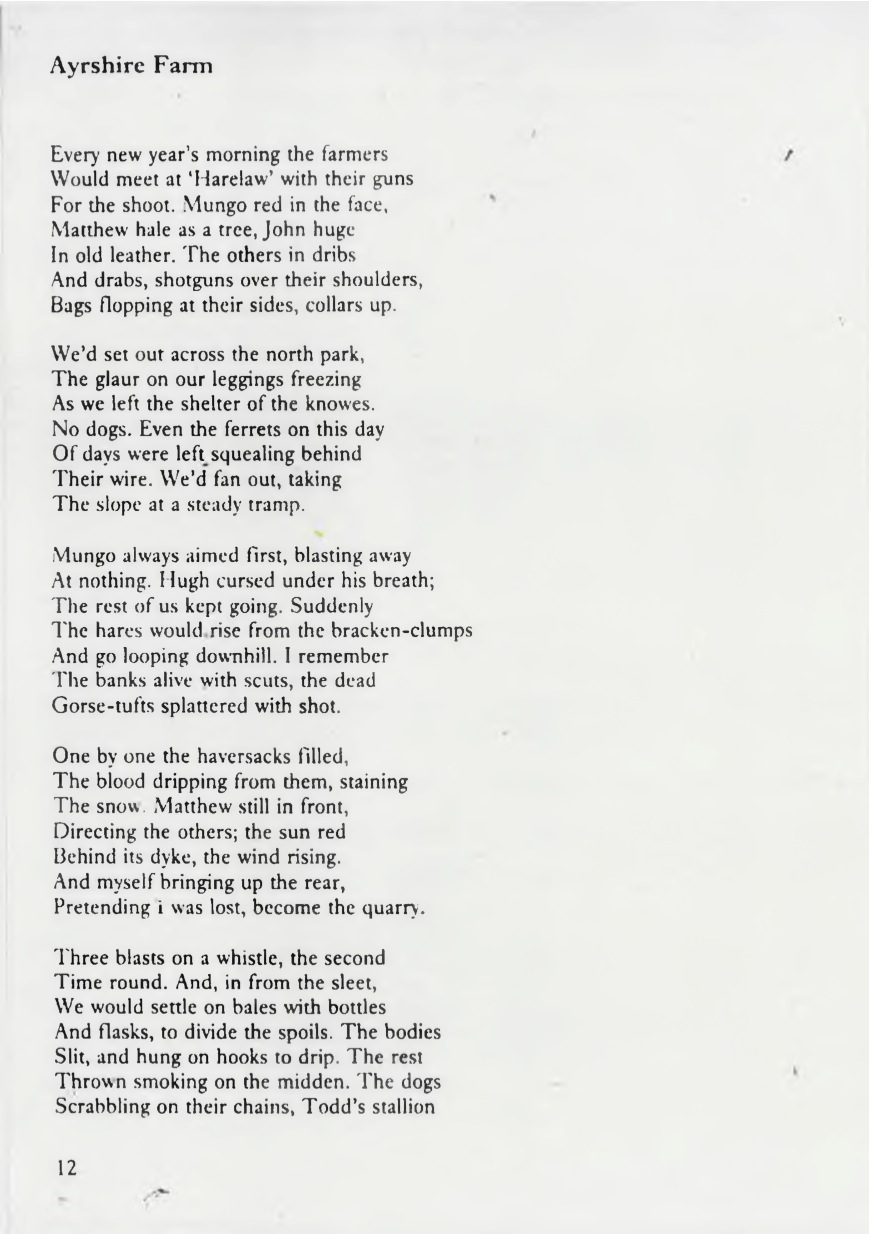 Ayrshire Farm
Every new year's morning the farmers
Would meet at 'Harelaw' with their guns
For the shoot. Mungo red in the face,
Matthew hale as a tree, John huge
In old leather. The others in dribs
And drabs, shotguns over their shoulders,
Bags flopping at their sides, collars up.
We'd set out across the north park,
The glaur on our leggings freezing
As we left the shelter of the knowes.
No dogs. Even the ferrets on this day
Of days were left squealing behind
Their wire. We'd fan out, taking
The slope at a steady tramp.
Mungo always aimed first, blasting away
At nothing. Hugh cursed under his breath;
The rest of us kept going. Suddenly
The hares would rise from the bracken-clumps
And go looping downhill. I remember
The banks alive with scuts, the dead
Gorse-tufts splattered with shot.
One by one the haversacks filled,
The blood dripping from them, staining
The snow. Matthew still in front,
Directing the others; the sun red
Behind its dyke, the wind rising.
And myself bringing up the rear,
Pretending i was lost, become the quarry.
Three blasts on a whistle, the second
Time round. And, in from the sleet,
We would settle on bales with bottles
And flasks, to divide the spoils. The bodies
Slit, and hung on hooks to drip. The rest
Thrown smoking on the midden. The dogs
Scrabbling on their chains, Todd's stallion
12